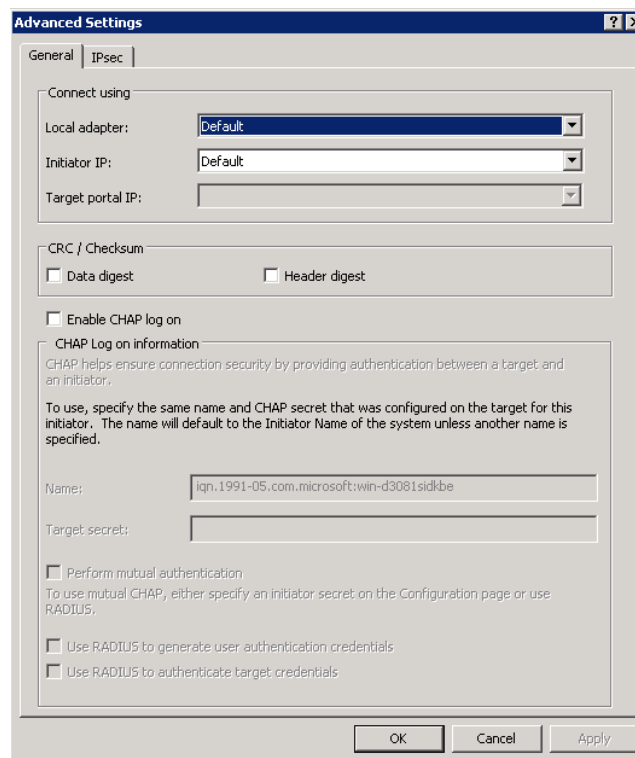 Advanced Settings
General
IPsec
Connect using
Local adapter:
Default
Initiator IP:
Default
Target portal IP:
CRC / Checksum
Data digest
Header digest
Enable CHAP log on
CHAP Log on information
CHAP helps ensure connection security by providing authentication between a target and
an initiator.
To use, specify the same name and CHAP secret that was configured on the target for this
initiator. The name will default to the Initiator Name of the system unless another name is
specified.
Name:
iqn.1991-05.com.microsoft:win-d3081sidkbe
Target secret:
Perform mutual authentication
To use mutual CHAP, either specify an initiator secret on the Configuration page or use
RADIUS.
Use RADIUS to generate user authentication credentials
Use RADIUS to authenticate target credentials
OK
Cancel
Apply